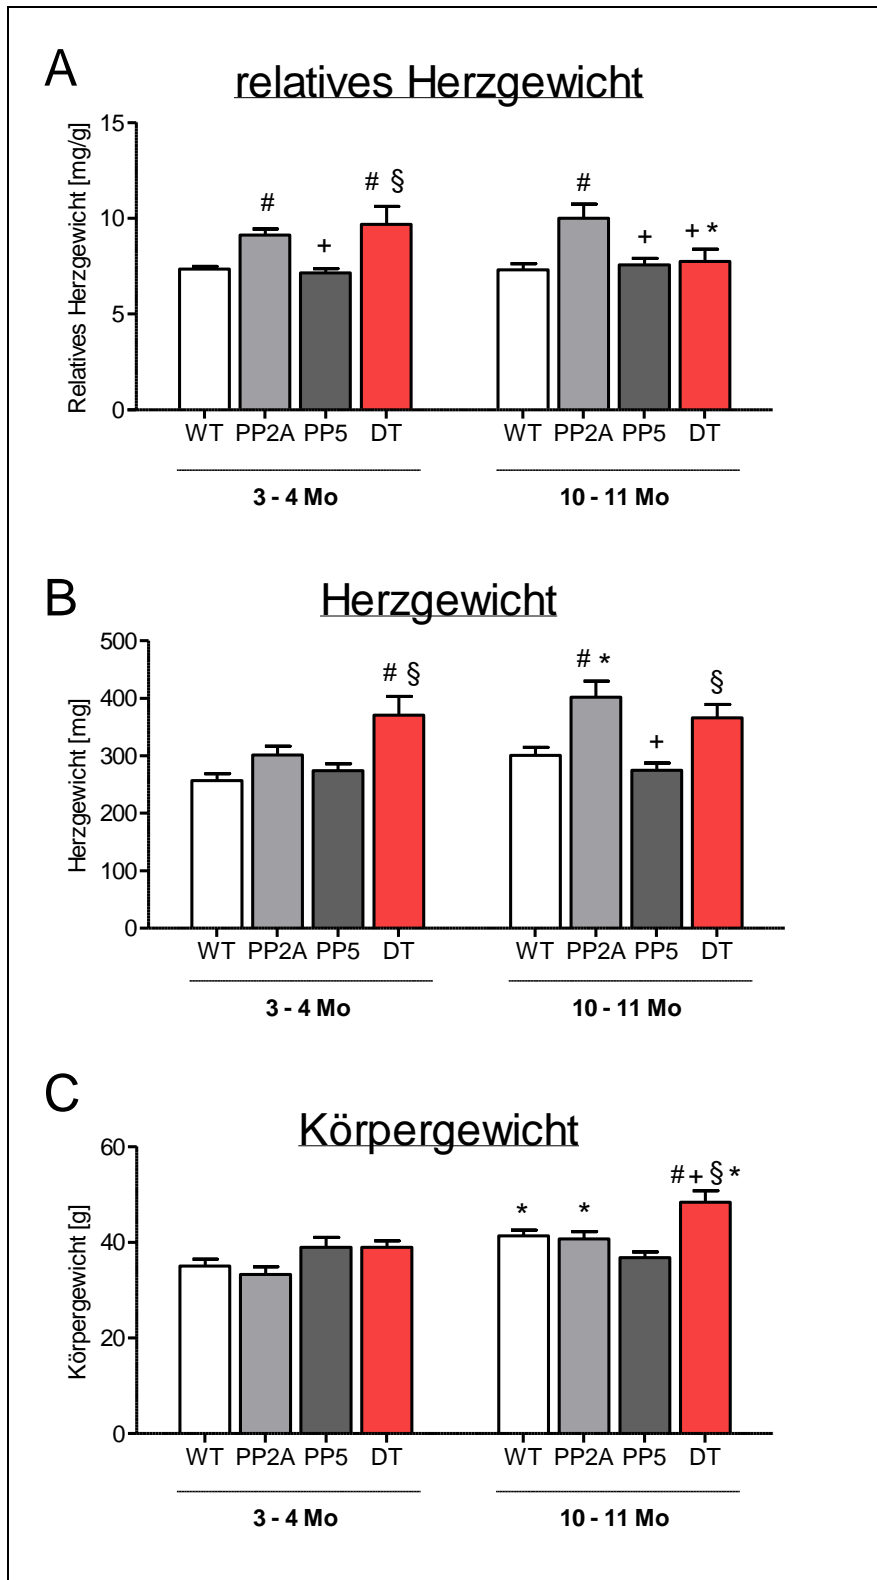 A
relatives Herzgewicht
Relatives Herzgewicht [mg/g]
15
10
5
0
# # §
+
# + + *
WT PP2A PP5 DT WT PP2A PP5 DT
3 - 4 Mo 10 - 11 Mo
B
Herzgewicht
Herzgewicht [mg]
500
400
300
200
100
0
# §
# * + §
WT PP2A PP5 DT WT PP2A PP5 DT
3 - 4 Mo 10 - 11 Mo
C
Körpergewicht
Körpergewicht [g]
60
40
20
0
* * # + § *
WT PP2A PP5 DT WT PP2A PP5 DT
3 - 4 Mo 10 - 11 Mo